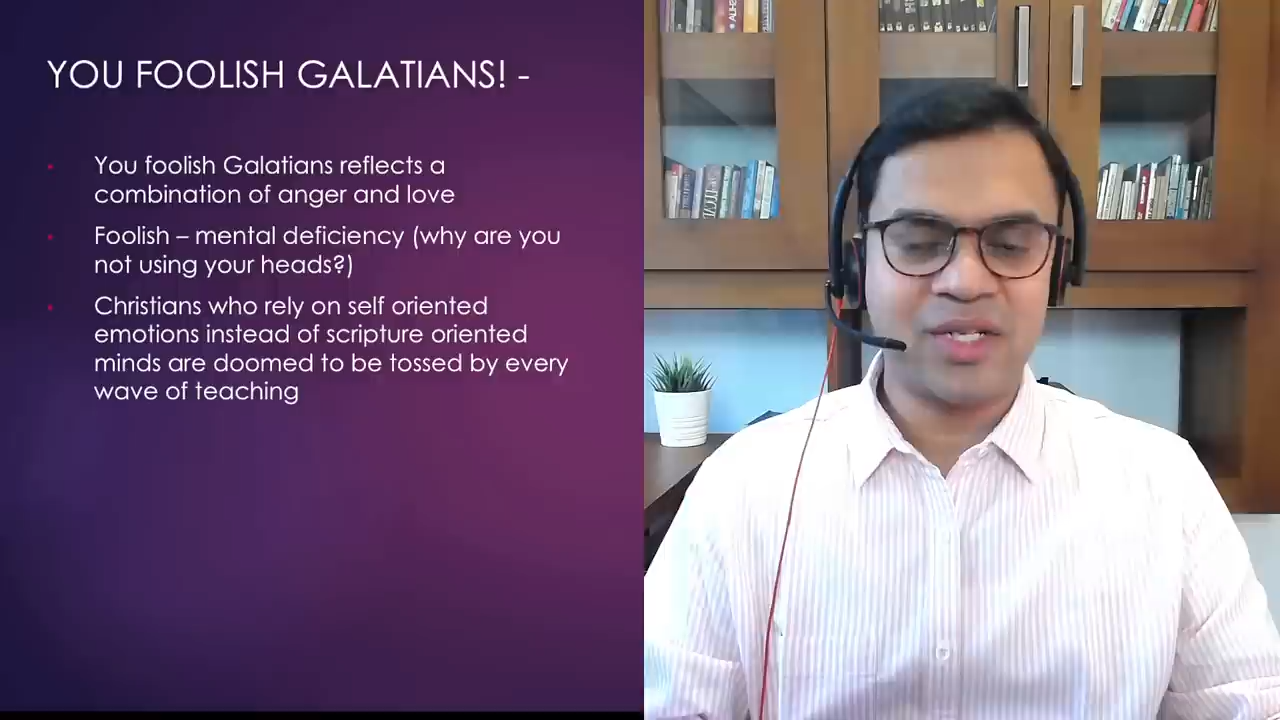 YOU FOOLISH GALATIANS! -
• You foolish Galatians reflects a
combination of anger and love
• Foolish – mental deficiency (why are you
not using your heads?)
• Christians who rely on self oriented
emotions instead of scripture oriented
minds are doomed to be tossed by every
wave of teaching